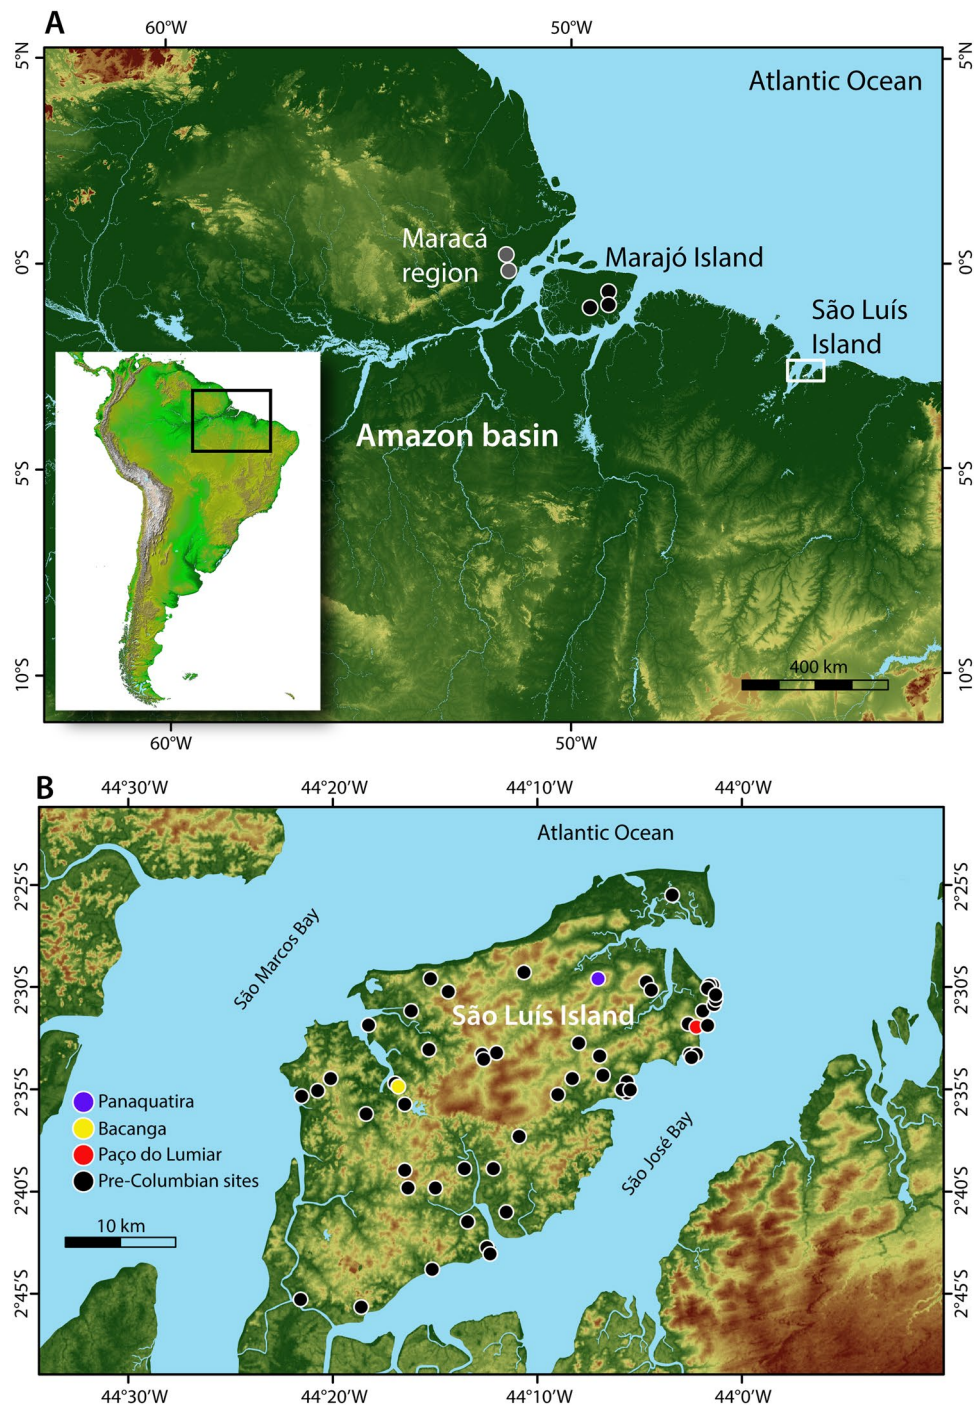 A
60°W
50°W
5°N
5°N
Atlantic Ocean
Maracá
region
0°S
Marajó Island
0°S
São Luís
Island
Amazon basin
5°S
5°S
10°S
400 km
10°S
60°W
50°W
B
44°30'W
44°20'W
44°10'W
44°0'W
Atlantic Ocean
2°25'S
2°25'S
São Marcos Bay
2°30'S
2°30'S
São Luís Island
2°35'S
2°35'S
Panaquatira
Bacanga
Paço do Lumiar
Pre-Columbian sites
São José Bay
2°40'S
2°40'S
10 km
2°45'S
2°45'S
44°30'W
44°20'W
44°10'W
44°0'W